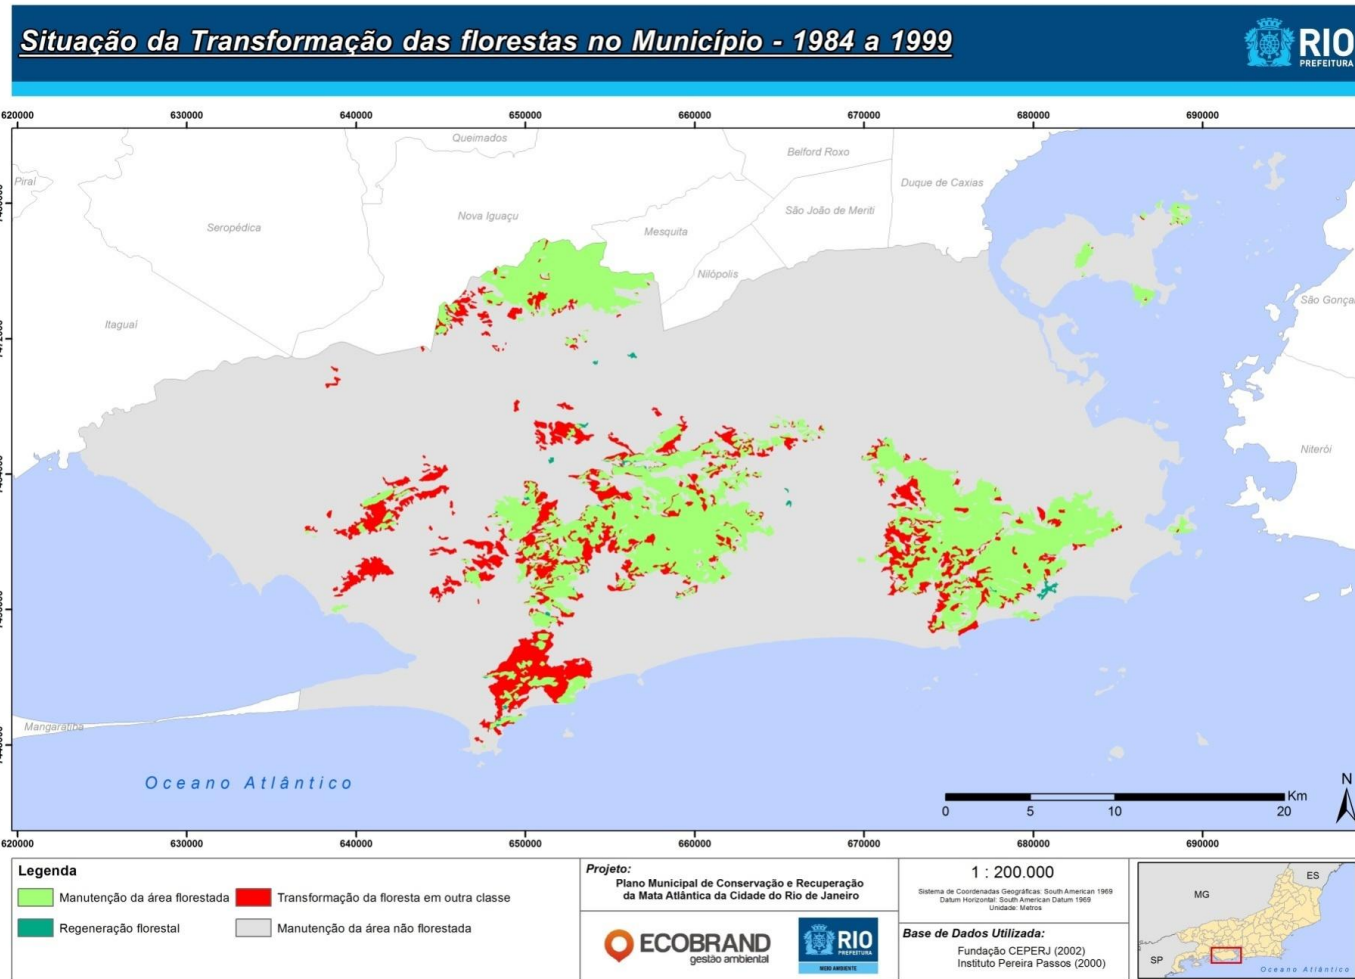 Situação da Transformação das florestas no Município - 1984 a 1999
RIO
PREFEITURA
620000 630000 640000 650000 660000 670000 680000 690000
Queimados
Belford Roxo
Piraí
Duque de Caxias
São João de Meriti
Nova Iguaçu
Seropédica
Mesquita
Nilópolis
São Gonça
Itaguaí
Niterói
Mangaratiba
Oceano Atlântico
Km
0 5 10 20
N
620000 630000 640000 650000 660000 670000 680000 690000
Legenda
Manutenção da área florestada
Transformação da floresta em outra classe
Regeneração florestal
Manutenção da área não florestada
Projeto:
Plano Municipal de Conservação e Recuperação
da Mata Atlântica da Cidade do Rio de Janeiro
ECOBRAND
gestão ambiental
RIO
PREFEITURA
MEIO AMBIENTE
1 : 200.000
Sistema de Coordenadas Geográficas: South American 1969
Datum Horizontal: South American Datum 1969
Unidade: Metros
Base de Dados Utilizada:
Fundação CEPERJ (2002)
Instituto Pereira Passos (2000)
ES
MG
SP
Oceano Atlântico